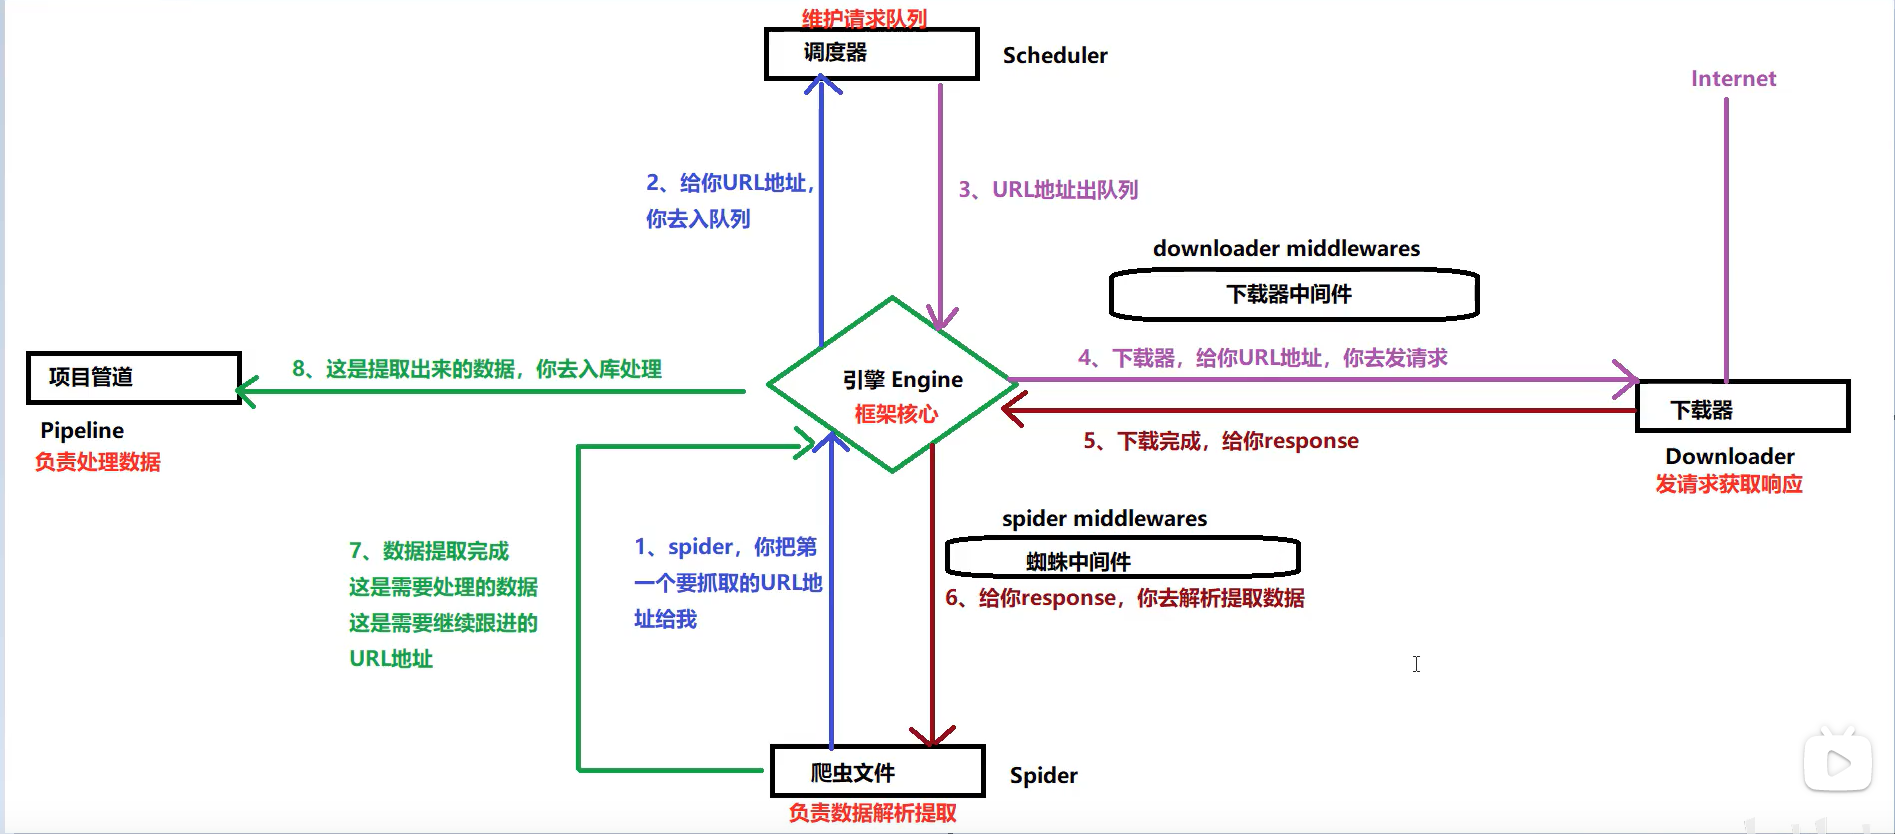 维护请求队列
调度器
Scheduler
Internet
2、给你URL地址,
你去入队列
3、URL地址出队列
downloader middlewares
下载器中间件
项目管道
Pipeline
负责处理数据
8、这是提取出来的数据，你去入库处理
引擎 Engine
框架核心
4、下载器，给你URL地址，你去发请求
5、下载完成，给你response
下载器
Downloader
发请求获取响应
7、数据提取完成
这是需要处理的数据
这是需要继续跟进的
URL地址
1、spider，你把第
一个要抓取的URL地
址给我
spider middlewares
蜘蛛中间件
6、给你response，你去解析提取数据
爬虫文件
Spider
负责数据解析提取